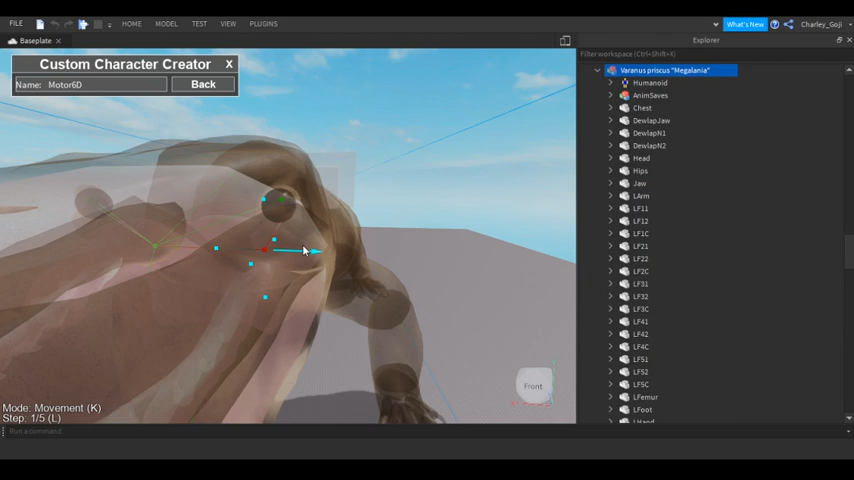 FILE
HOME
MODEL
TEST
VIEW
PLUGINS
What's New
Charley_Goji
Baseplate
Explorer
Custom Character Creator
X
Name: Motor6D
Back
Filter workspace (Ctrl+Shift+X)
Varanus priscus "Megalania"
Humanoid
AnimSaves
Chest
DewlapJaw
DewlapN1
DewlapN2
Head
Hips
Jaw
LArm
LF11
LF12
LF1C
LF21
LF22
LF2C
LF31
LF32
LF3C
LF41
LF42
LF4C
LF51
LF52
LF5C
LFemur
LFoot
LHand
Front
Mode: Movement (K)
Step: 1/5 (L)
Run a command